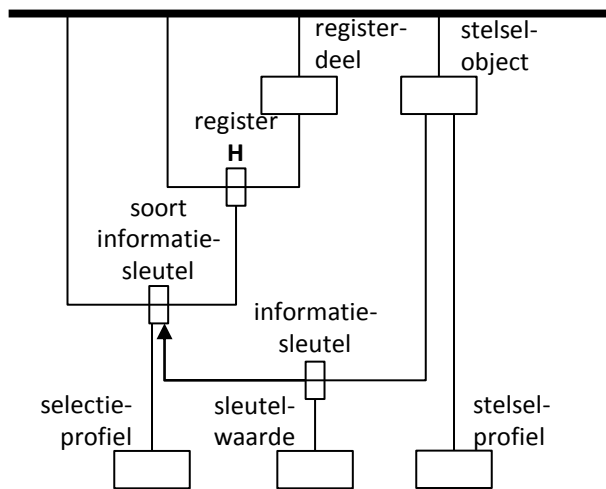 register-
deel
stelsel-
object
register
H
soort
informatie-
sleutel
informatie-
sleutel
selectie-
profiel
sleutel-
waarde
stelsel-
profiel